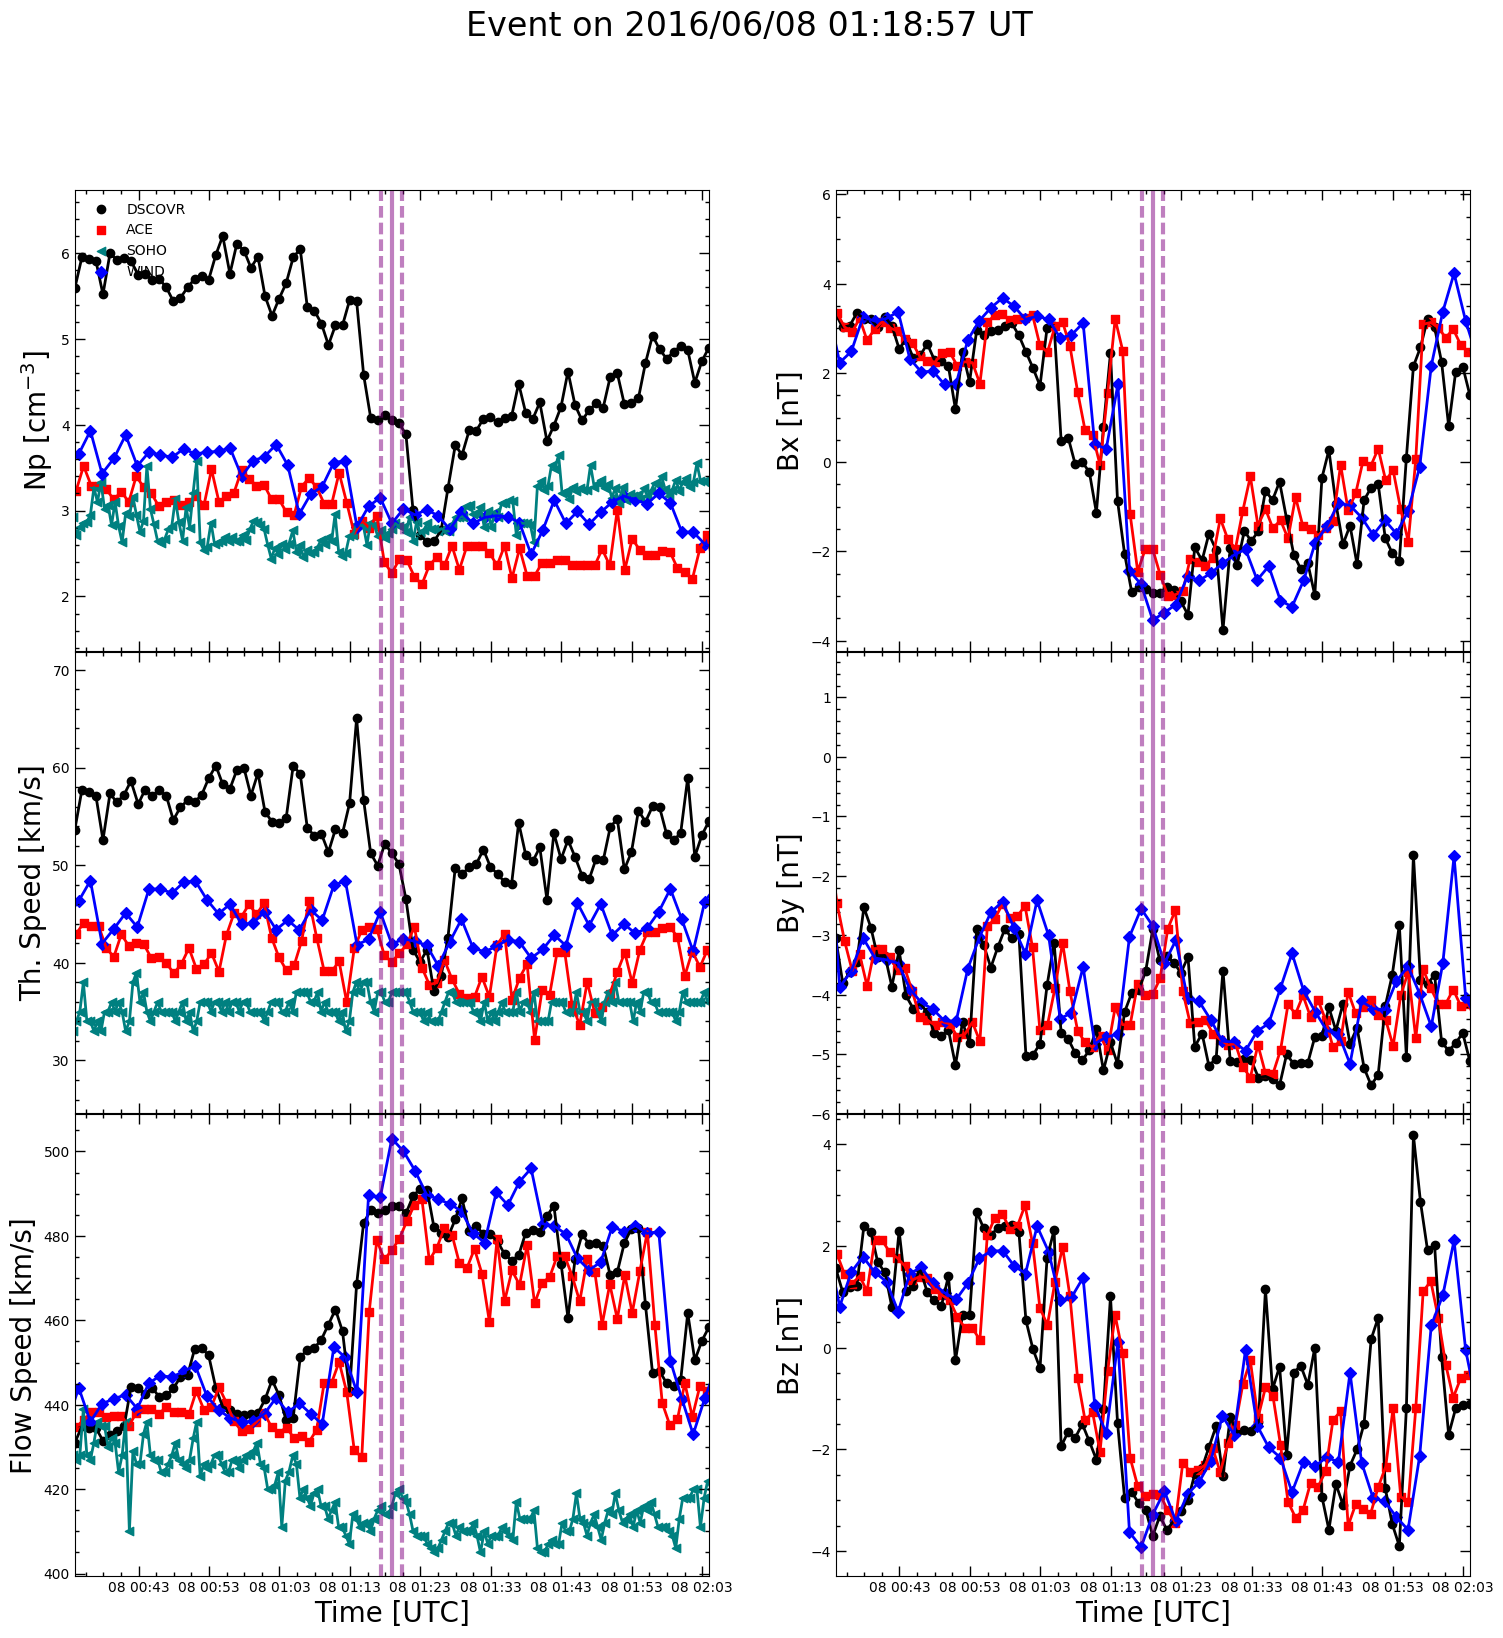 Event on 2016/06/08 01:18:57 UT
DSCOVR
ACE
SOHO
WIND
Np [cm⁻³]
6
5
4
3
2
Th. Speed [km/s]
70
60
50
40
30
Flow Speed [km/s]
500
480
460
440
420
400
08 00:43 08 00:53 08 01:03 08 01:13 08 01:23 08 01:33 08 01:43 08 01:53 08 02:03
Time [UTC]
Bx [nT]
6
4
2
0
−2
−4
By [nT]
1
0
−1
−2
−3
−4
−5
−6
Bz [nT]
4
2
0
−2
−4
08 00:43 08 00:53 08 01:03 08 01:13 08 01:23 08 01:33 08 01:43 08 01:53 08 02:03
Time [UTC]